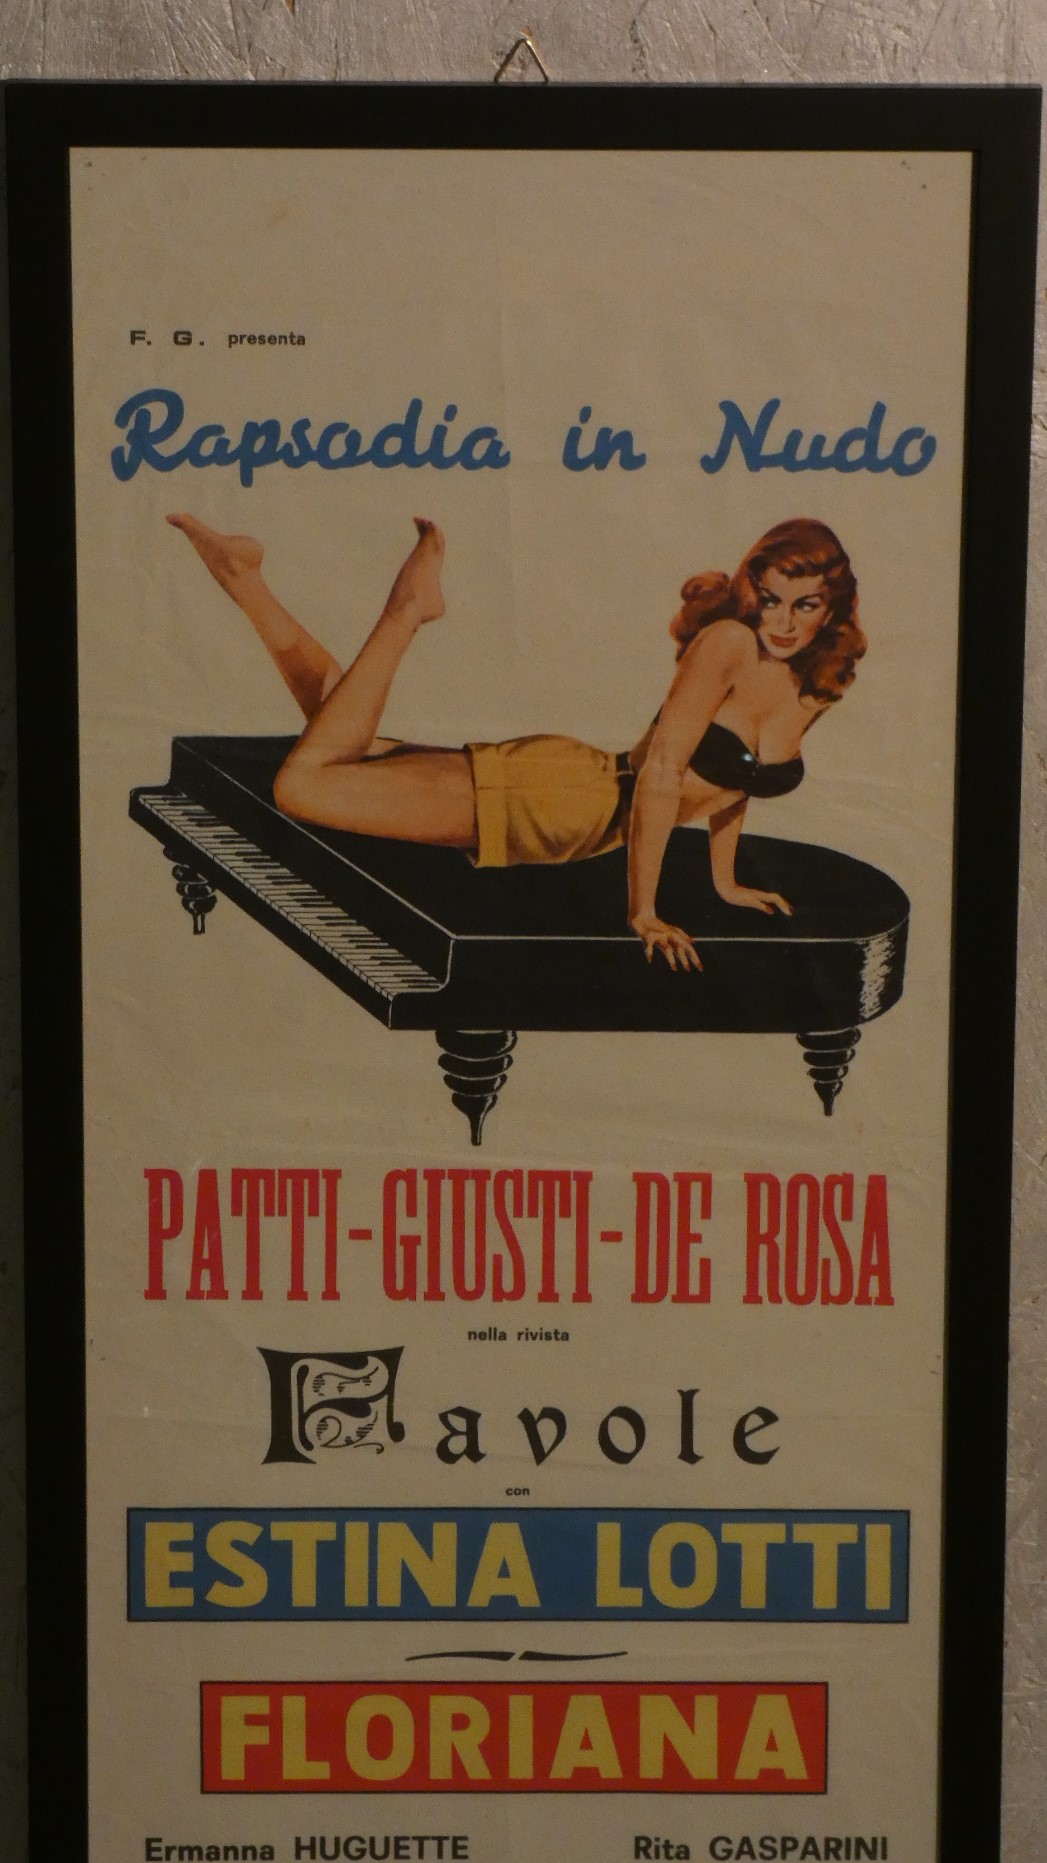 F. G. presenta
Rapsodia in Nudo
PATTI-GIUSTI-DE ROSA
nella rivista
Favole
con
ESTINA LOTTI
FLORIANA
Ermanna HUGUETTE Rita GASPARINI